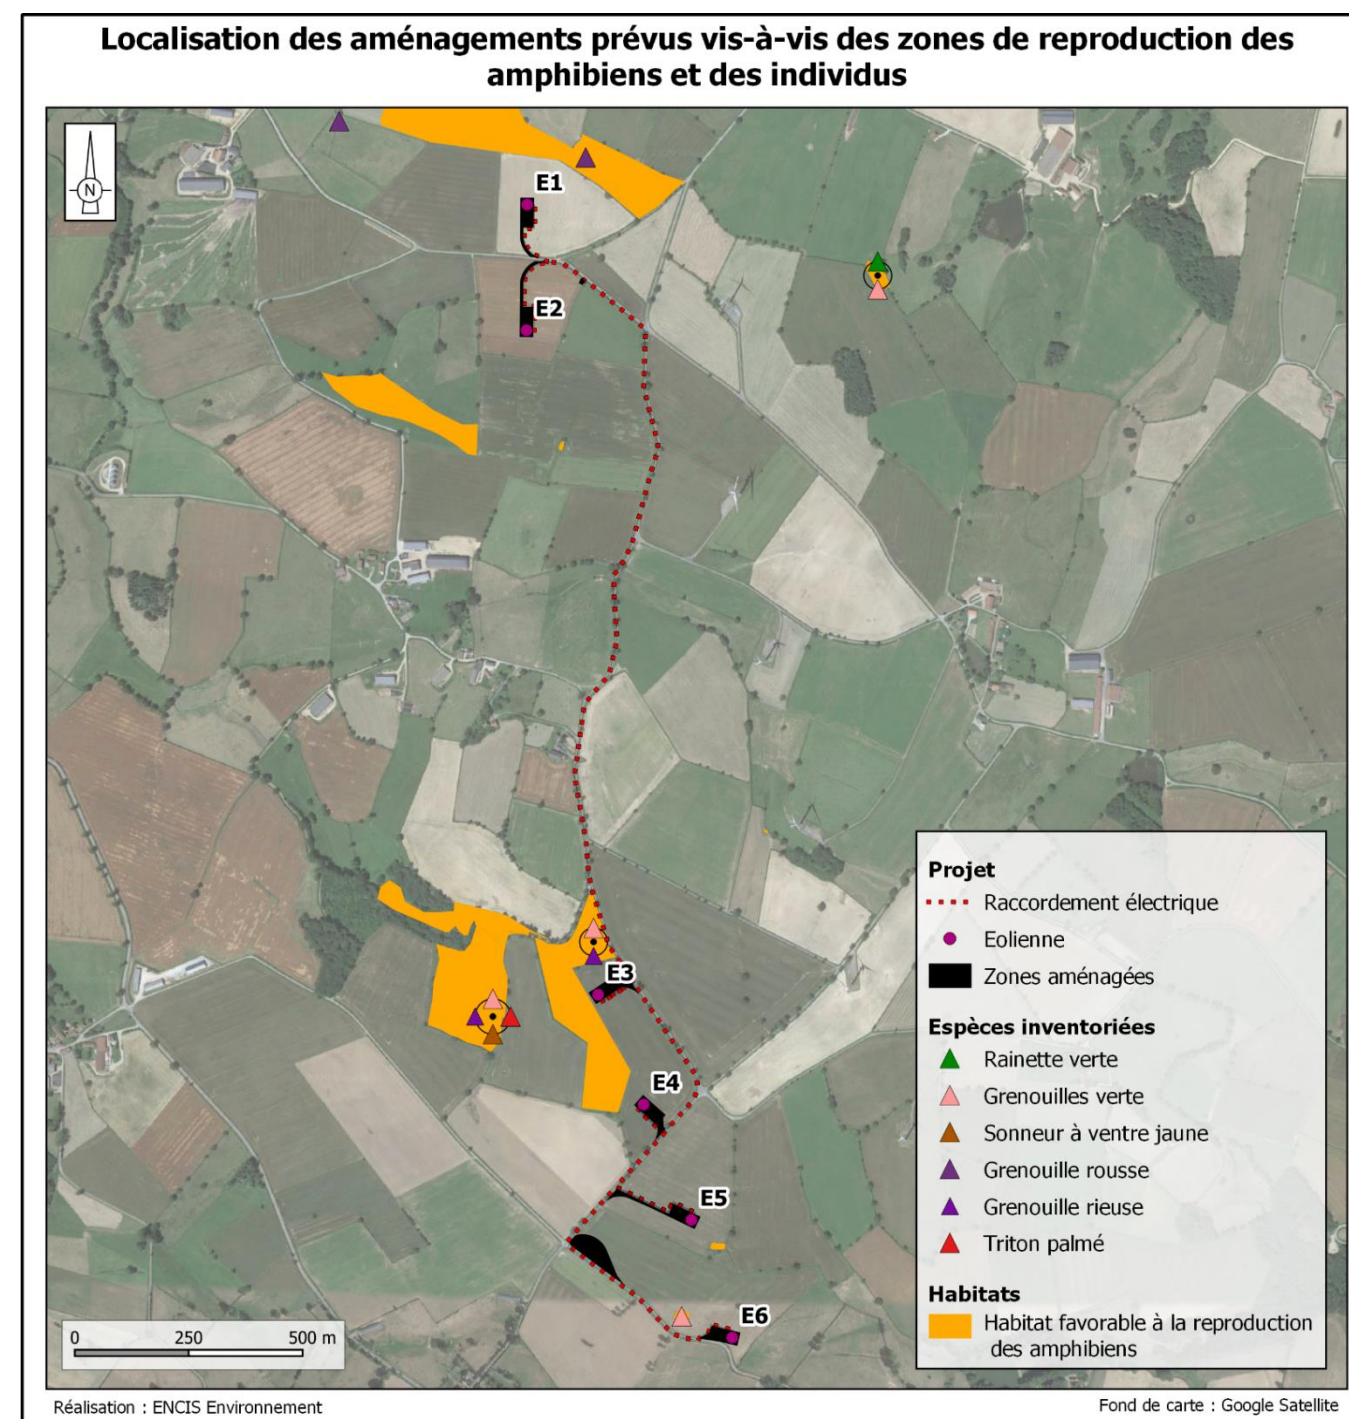 Localisation des aménagements prévus vis-à-vis des zones de reproduction des
amphibiens et des individus
N
E1
E2
E3
E4
E5
E6
Projet
Raccordement électrique
Eolienne
Zones aménagées
Espèces inventoriées
Rainette verte
Grenouilles verte
Sonneur à ventre jaune
Grenouille rousse
Grenouille rieuse
Triton palmé
Habitats
Habitat favorable à la reproduction
des amphibiens
0 250 500 m
Réalisation : ENCIS Environnement
Fond de carte : Google Satellite